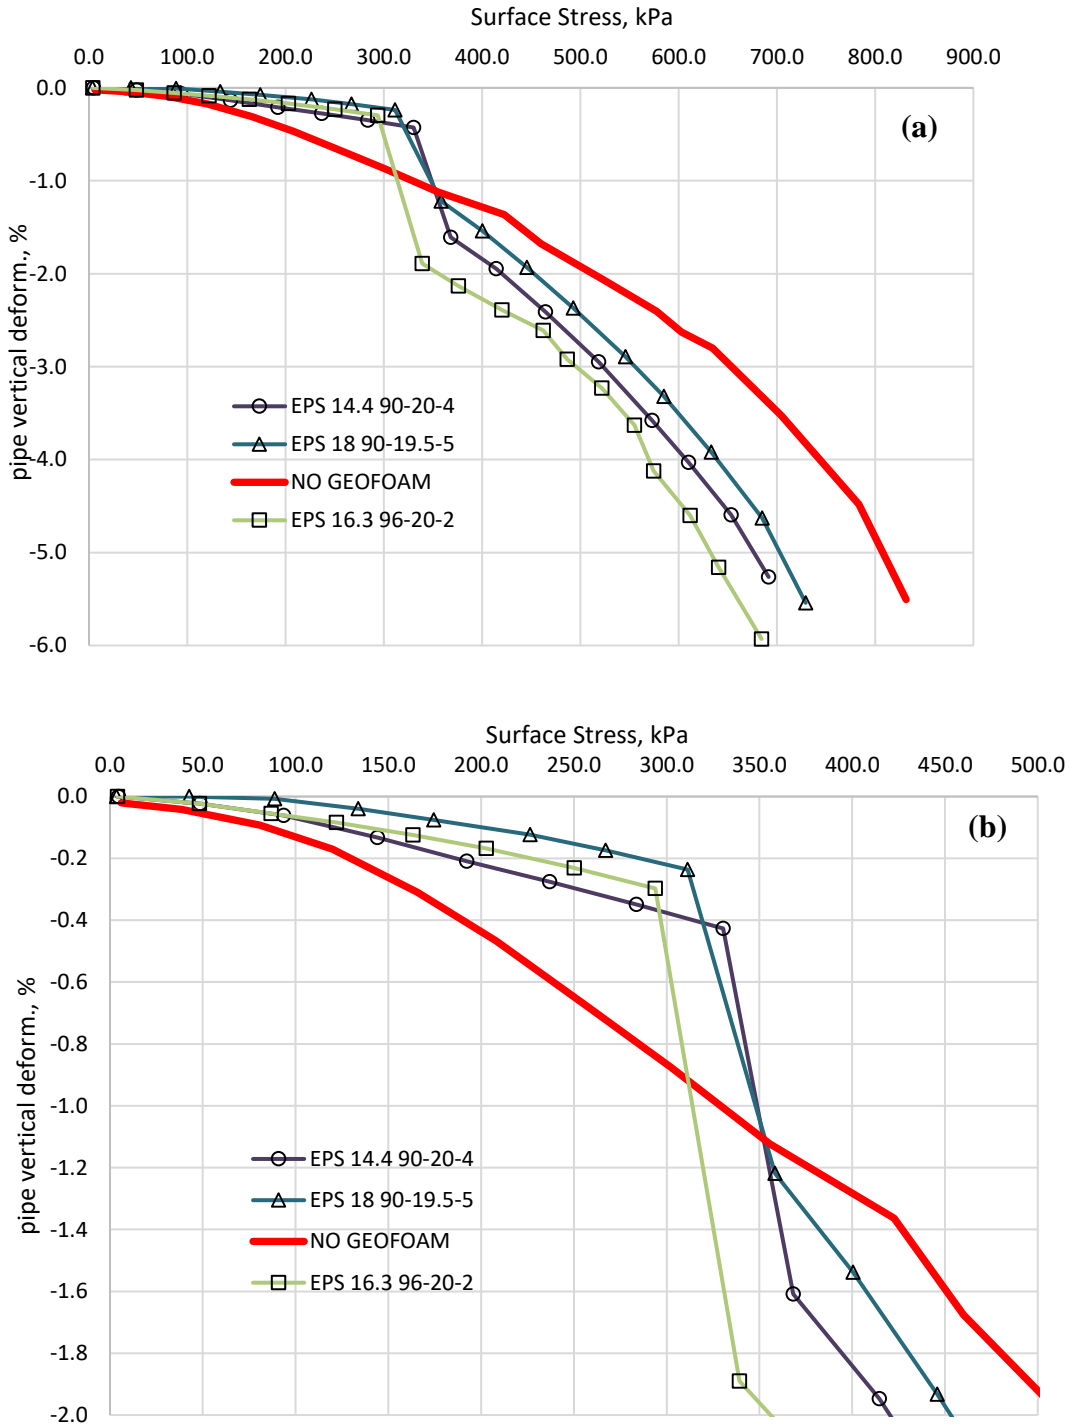 Surface Stress, kPa
0.0 100.0 200.0 300.0 400.0 500.0 600.0 700.0 800.0 900.0
0.0
-1.0
-2.0
-3.0
-4.0
-5.0
-6.0
pipe vertical deform., %
(a)
EPS 14.4 90-20-4
EPS 18 90-19.5-5
NO GEOFOAM
EPS 16.3 96-20-2
Surface Stress, kPa
0.0 50.0 100.0 150.0 200.0 250.0 300.0 350.0 400.0 450.0 500.0
0.0
-0.2
-0.4
-0.6
-0.8
-1.0
-1.2
-1.4
-1.6
-1.8
-2.0
pipe vertical deform., %
(b)
EPS 14.4 90-20-4
EPS 18 90-19.5-5
NO GEOFOAM
EPS 16.3 96-20-2